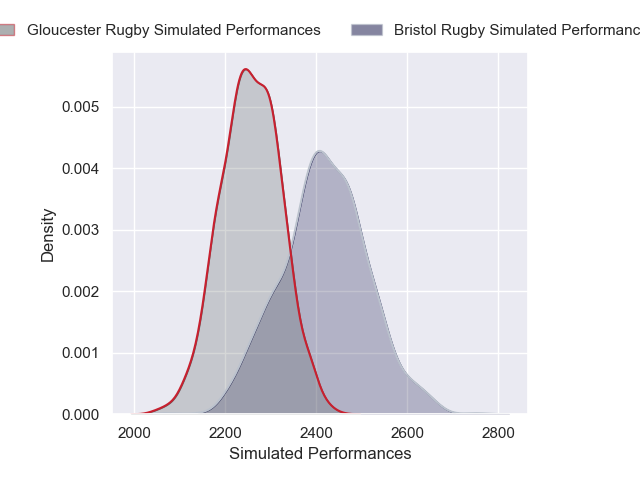 Gloucester Rugby Simulated Performances
Bristol Rugby Simulated
Density
0.005
0.004
0.003
0.002
0.001
0.000
2000 2200 2400 2600 2800
Simulated Performances